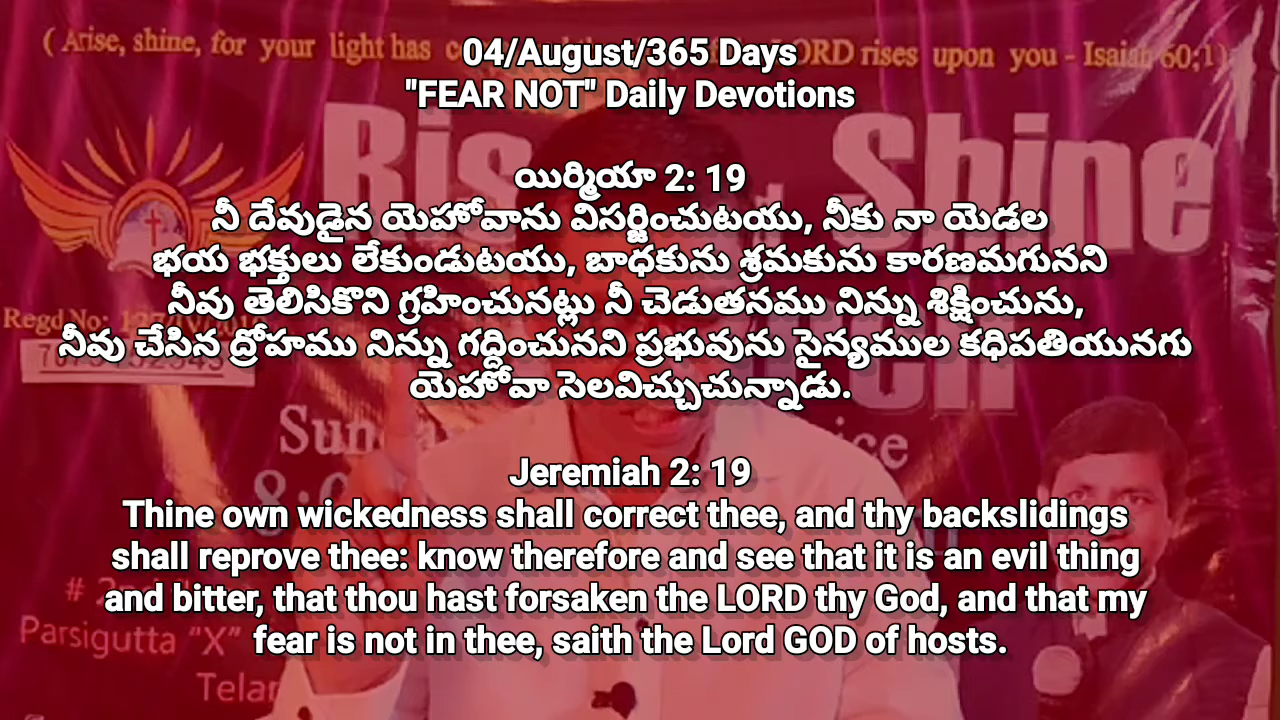 ( Arise, shine, for your light has
LORD rises upon you - Isaiah 60;1)
04/August/365 Days
"FEAR NOT" Daily Devotions
Shine
యిర్మియా 2: 19
నీ దేవుడైన యెహోవాను విసర్జించుటయు, నీకు నా యెడల
భయ భక్తులు లేకుండుటయు, బాధకును శ్రమకును కారణమగునని
నీవు తెలిసికొని గ్రహించునట్లు నీ చెడుతనము నిన్ను శిక్షించును,
Regd No:
నీవు చేసిన ద్రోహము నిన్ను గద్దించునని ప్రభువును సైన్యముల కధిపతియునగు
యెహోవా సెలవిచ్చుచున్నాడు.
Jeremiah 2: 19
Thine own wickedness shall correct thee, and thy backslidings
shall reprove thee: know therefore and see that it is an evil thing
and bitter, that thou hast forsaken the LORD thy God, and that my
fear is not in thee, saith the Lord GOD of hosts.
Parsigutta "X"